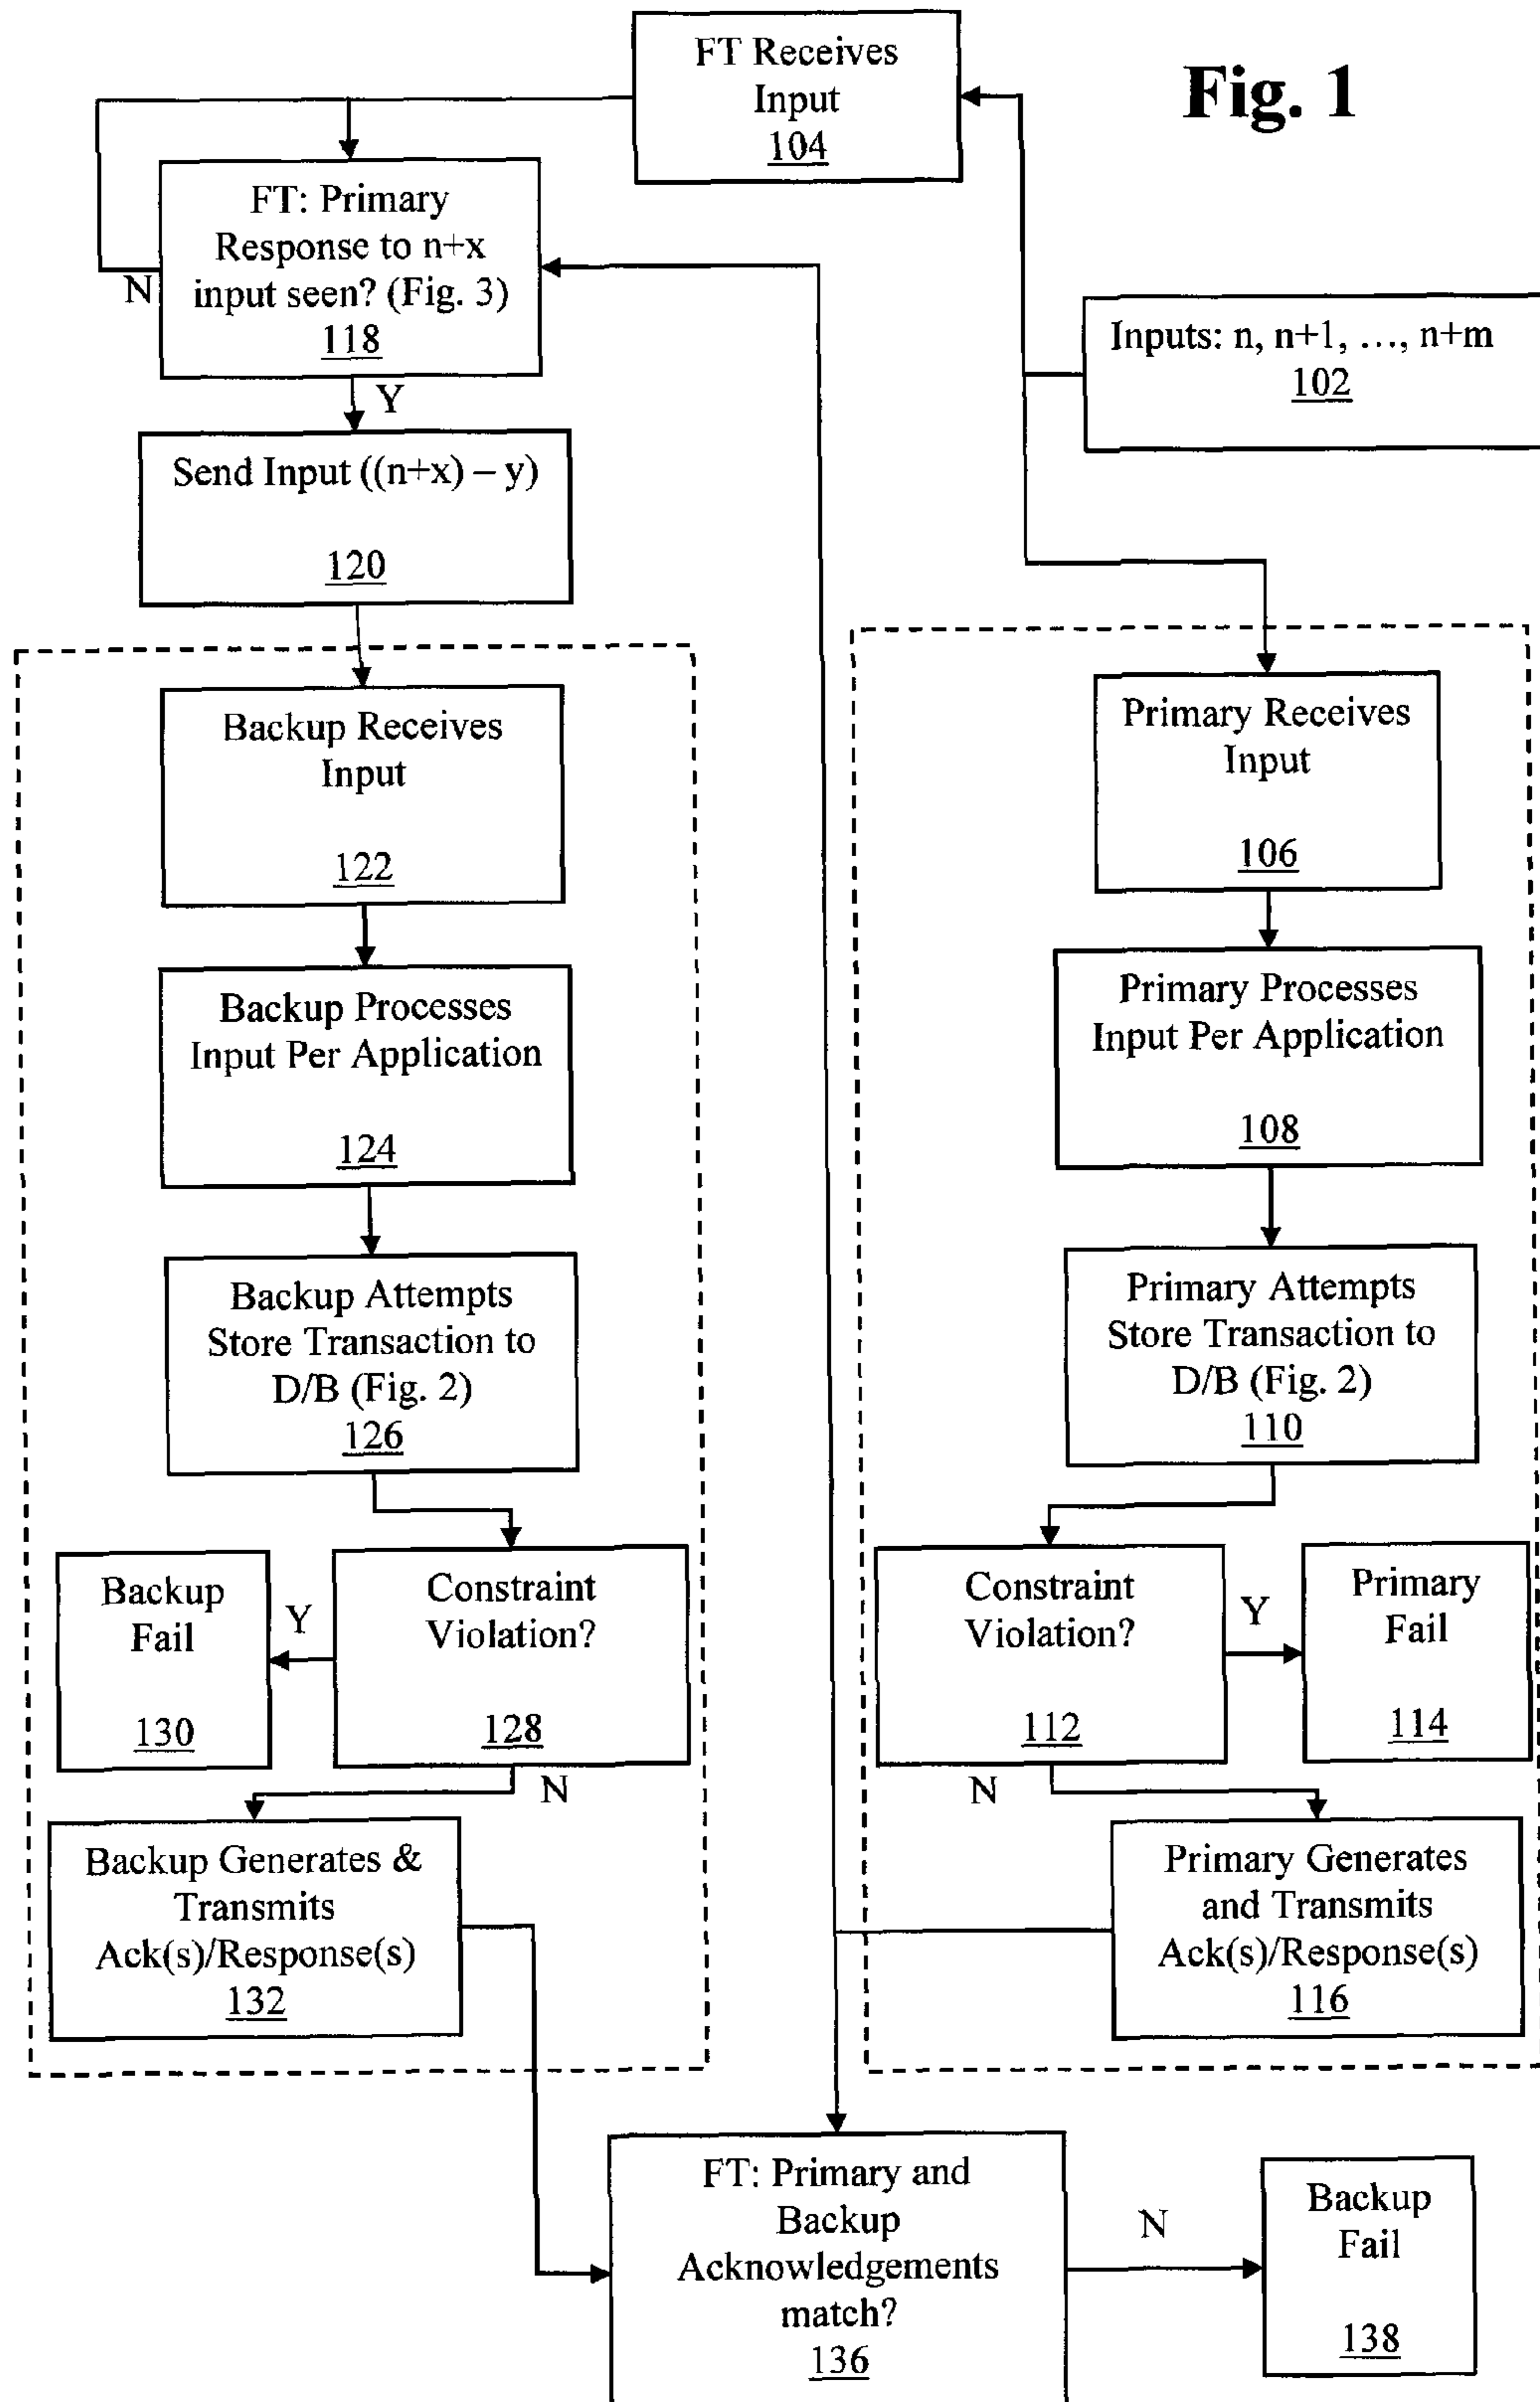 Fig. 1
FT Receives
Input
104
FT: Primary
Response to n+x
input seen? (Fig. 3)
118
N
Y
Inputs: n, n+1, …, n+m
102
Send Input ((n+x) – y)
120
Backup Receives
Input
122
Primary Receives
Input
106
Backup Processes
Input Per Application
124
Primary Processes
Input Per Application
108
Backup Attempts
Store Transaction to
D/B (Fig. 2)
126
Primary Attempts
Store Transaction to
D/B (Fig. 2)
110
Backup
Fail
130
Y
Constraint
Violation?
128
N
Constraint
Violation?
112
Y
N
Primary
Fail
114
Backup Generates &
Transmits
Ack(s)/Response(s)
132
Primary Generates
and Transmits
Ack(s)/Response(s)
116
FT: Primary and
Backup
Acknowledgements
match?
136
N
Backup
Fail
138